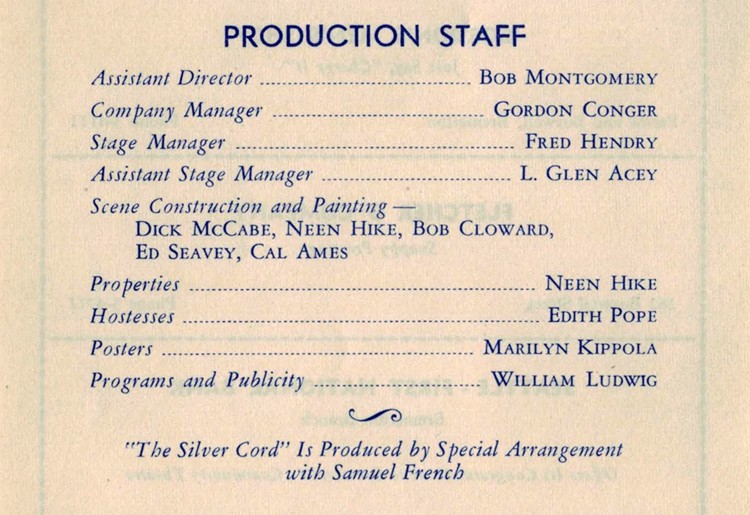 PRODUCTION STAFF
Assistant Director ........ BOB MONTGOMERY
Company Manager ........ GORDON CONGER
Stage Manager ........ FRED HENDRY
Assistant Stage Manager ........ L. GLEN ACEY
Scene Construction and Painting —
DICK MCCABE, NEEN HIKE, BOB CLOWARD,
ED SEAVEY, CAL AMES
Properties ........ NEEN HIKE
Hostesses ........ EDITH POPE
Posters ........ MARILYN KIPPOLA
Programs and Publicity ........ WILLIAM LUDWIG
"The Silver Cord" Is Produced by Special Arrangement
with Samuel French